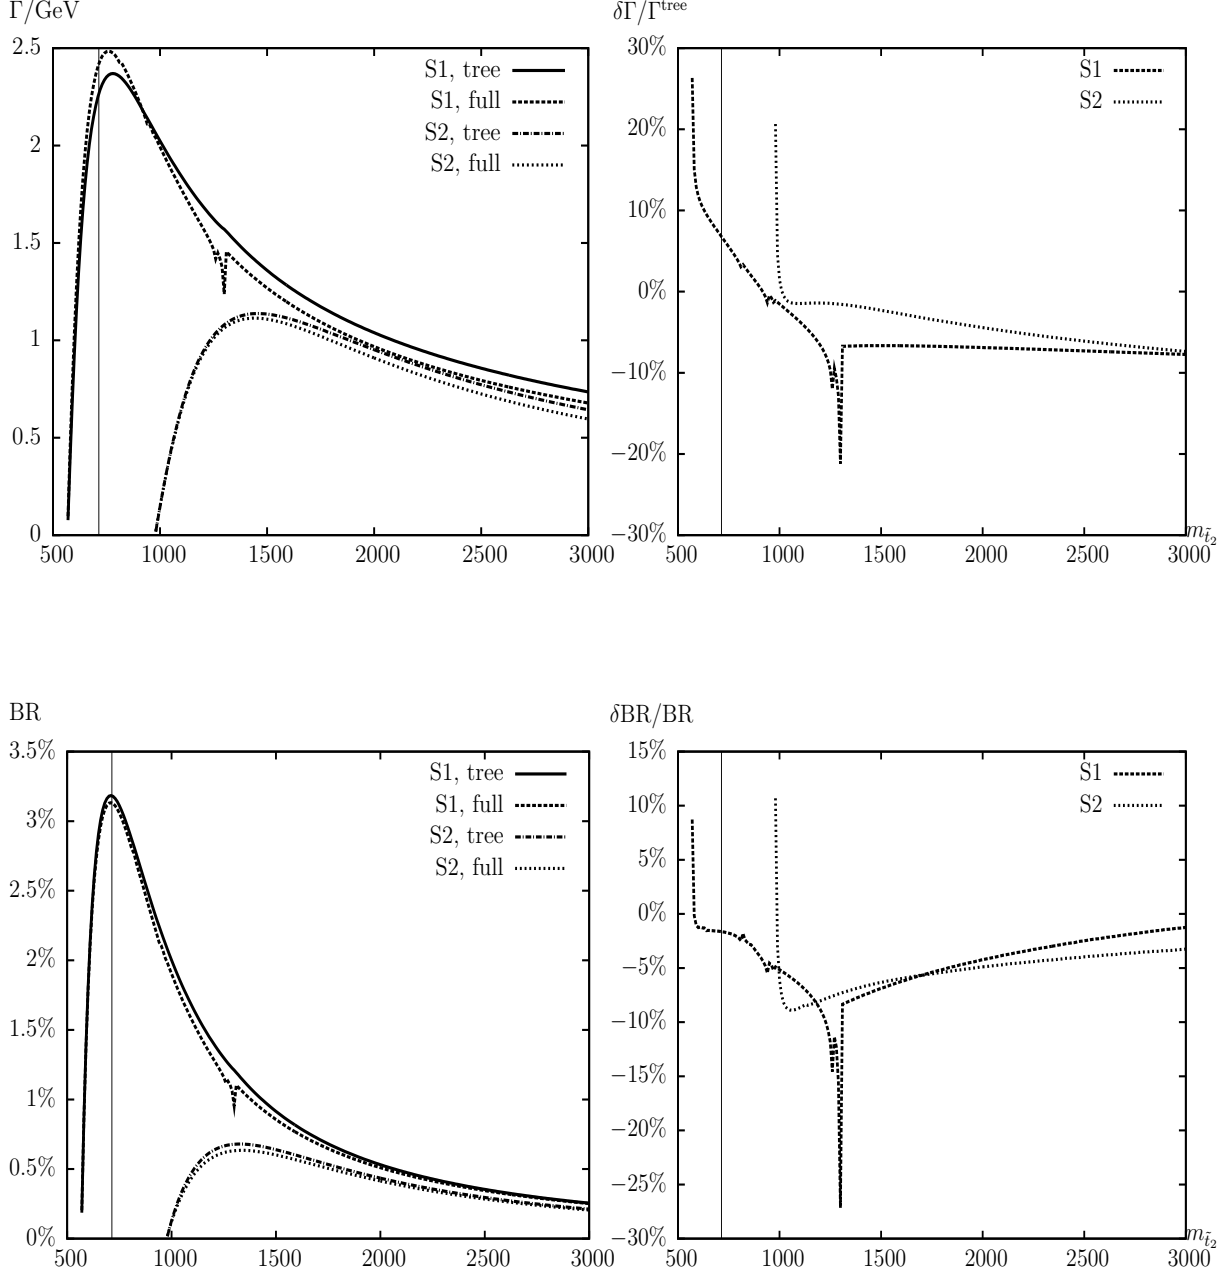 Γ/GeV
2.5
2
1.5
1
0.5
0
500 1000 1500 2000 2500 3000
S1, tree
S1, full
S2, tree
S2, full
δΓ/Γ^tree
30%
20%
10%
0%
−10%
−20%
−30%
500 1000 1500 2000 2500 3000
S1
S2
m_t̃₂
BR
3.5%
3%
2.5%
2%
1.5%
1%
0.5%
0%
500 1000 1500 2000 2500 3000
S1, tree
S1, full
S2, tree
S2, full
δBR/BR
15%
10%
5%
0%
−5%
−10%
−15%
−20%
−25%
−30%
500 1000 1500 2000 2500 3000
S1
S2
m_t̃₂